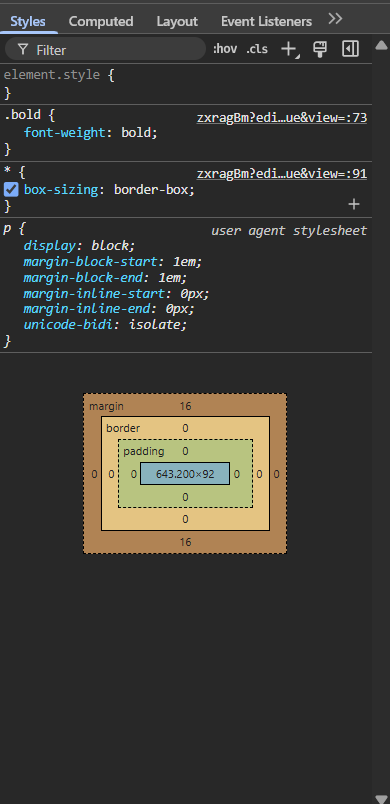 Styles Computed Layout Event Listeners
Filter :hov .cls
element.style {
}
.bold { zxragBm?edi…ue&view=:73
font-weight: bold;
}
* { zxragBm?edi…ue&view=:91
box-sizing: border-box;
}
p { user agent stylesheet
display: block;
margin-block-start: 1em;
margin-block-end: 1em;
margin-inline-start: 0px;
margin-inline-end: 0px;
unicode-bidi: isolate;
}
margin 16
border 0
padding 0
0 0 0 643.200×92 0 0 0
0
0
16